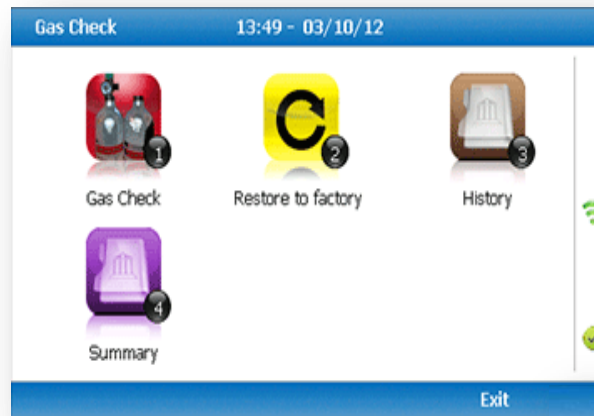 Gas Check 13:49 - 03/10/12
1 2 3
Gas Check Restore to factory History
4
Summary
Exit